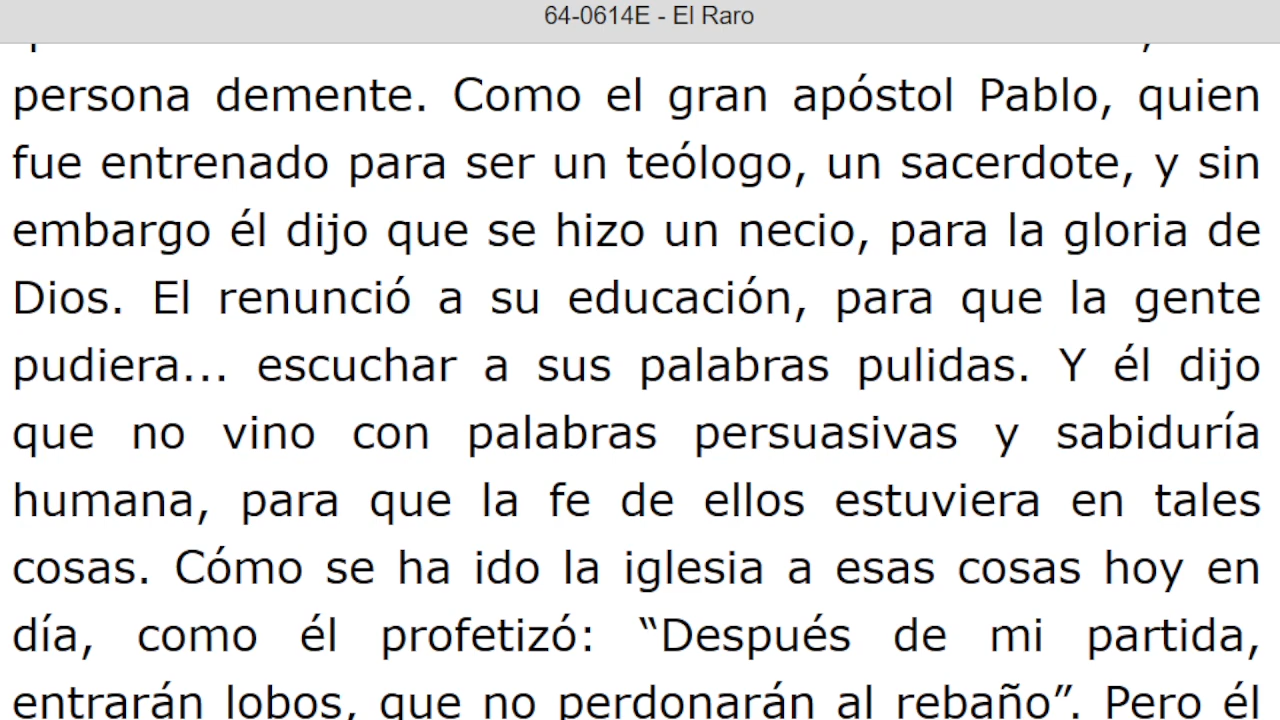 64-0614E - El Raro
persona demente. Como el gran apóstol Pablo, quien
fue entrenado para ser un teólogo, un sacerdote, y sin
embargo él dijo que se hizo un necio, para la gloria de
Dios. El renunció a su educación, para que la gente
pudiera... escuchar a sus palabras pulidas. Y él dijo
que no vino con palabras persuasivas y sabiduría
humana, para que la fe de ellos estuviera en tales
cosas. Cómo se ha ido la iglesia a esas cosas hoy en
día, como él profetizó: “Después de mi partida,
entrarán lobos, que no perdonarán al rebaño”. Pero él